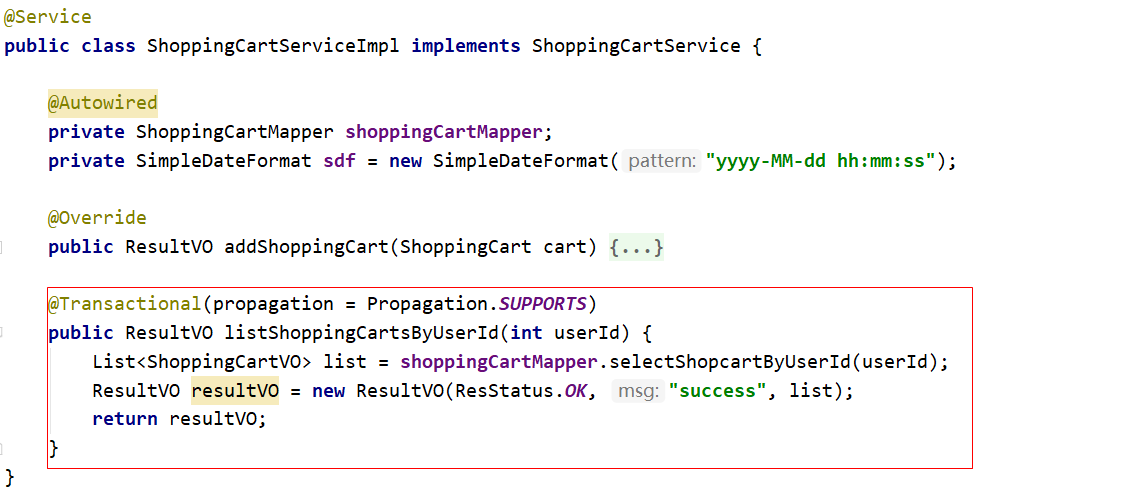 @Service
public class ShoppingCartServiceImpl implements ShoppingCartService {
@Autowired
private ShoppingCartMapper shoppingCartMapper;
private SimpleDateFormat sdf = new SimpleDateFormat( pattern: "yyyy-MM-dd hh:mm:ss");
@Override
public ResultVO addShoppingCart(ShoppingCart cart) {...}
@Transactional(propagation = Propagation.SUPPORTS)
public ResultVO listShoppingCartsByUserId(int userId) {
List<ShoppingCartVO> list = shoppingCartMapper.selectShopcartByUserId(userId);
ResultVO resultVO = new ResultVO(ResStatus.OK, msg: "success", list);
return resultVO;
}
}